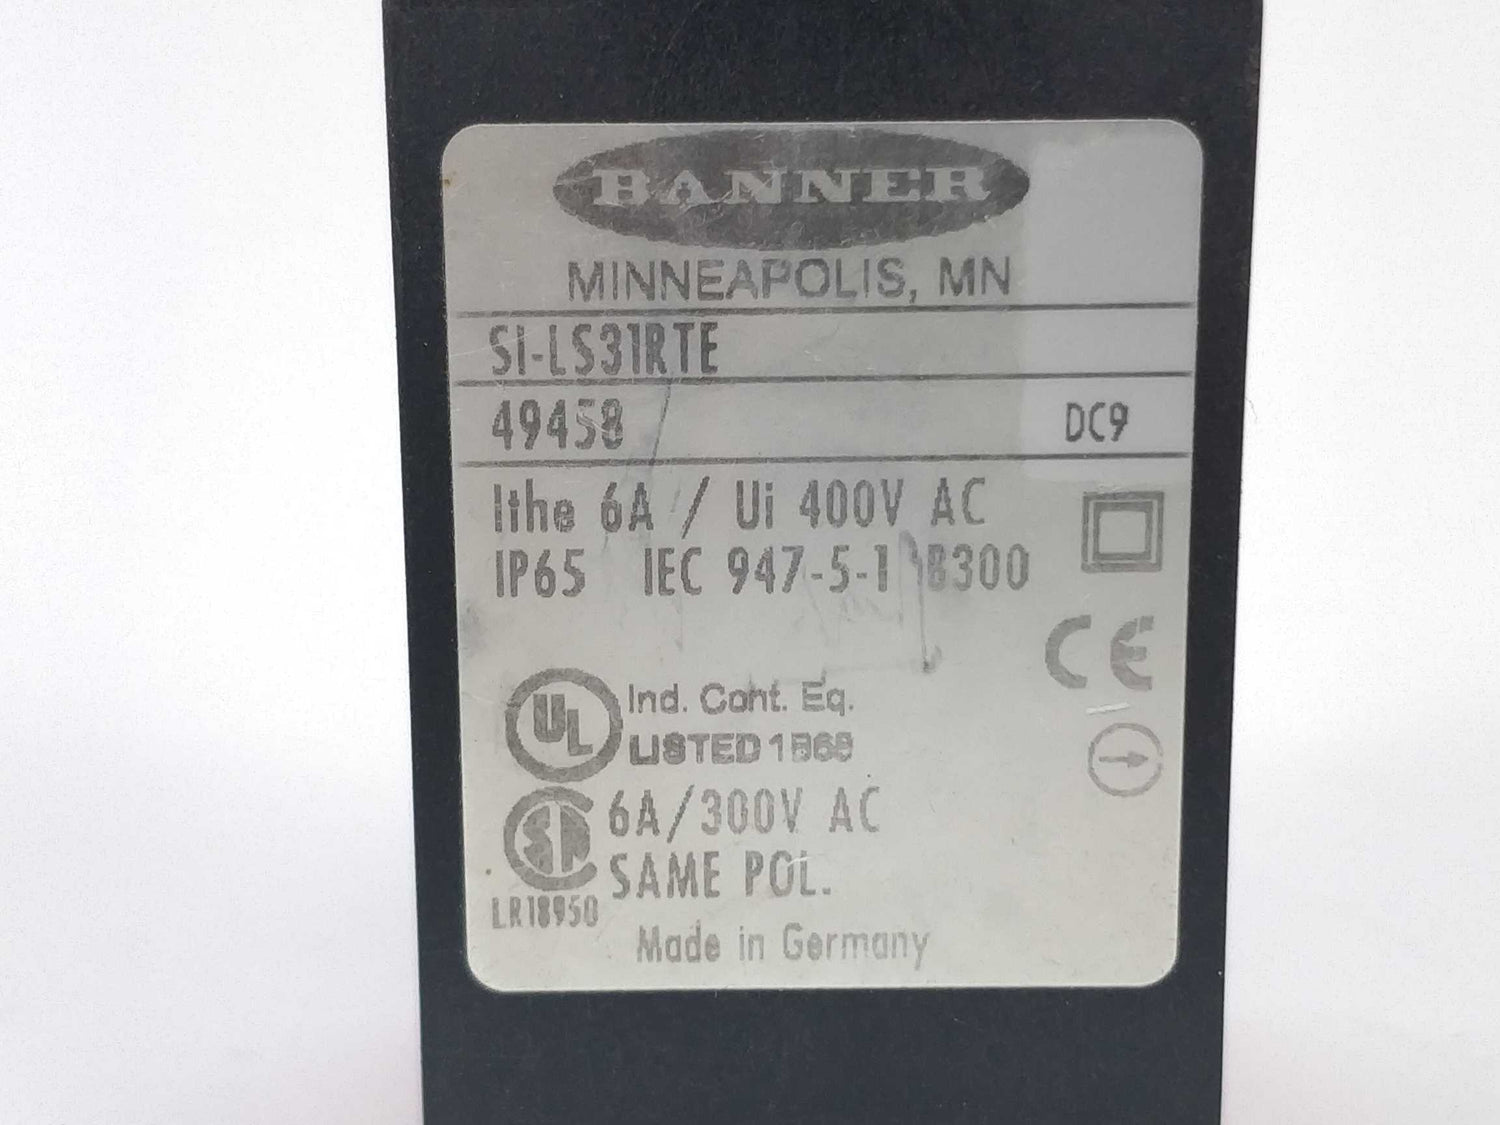 BANNER
MINNEAPOLIS, MN
SI-LS31RTE
49458 DC9
Ithe 6A / Ui 400V AC
IP65 IEC 947-5-1 B300
CE
UL Ind. Cont. Eq.
LISTED 1B68
SA 6A/300V AC
SAME POL.
LR18950
Made in Germany